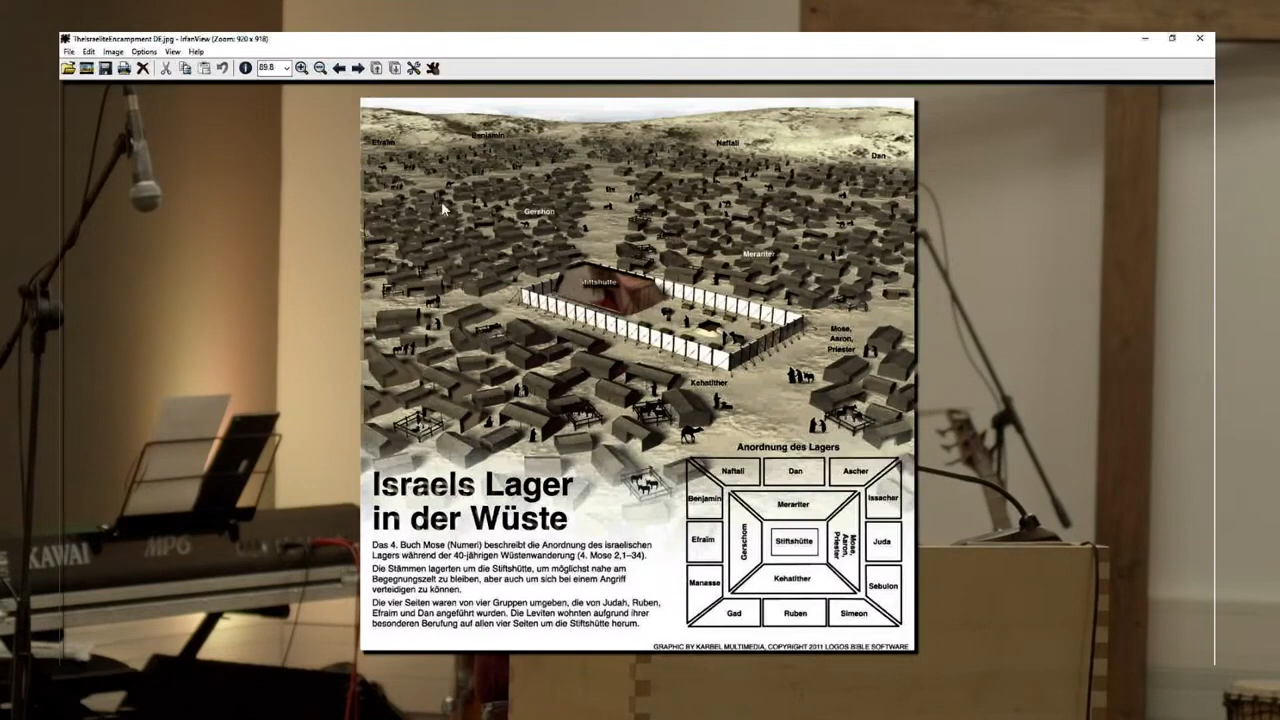 TheIsraeliteEncampment DE.jpg - IrfanView (Zoom: 920 x 918)
File Edit Image Options View Help
89.8
Efraim
Benjamin
Naftali
Dan
Gershon
Merariter
Stiftshütte
Mose,
Aaron,
Priester
Kehatither
Anordnung des Lagers
Naftali Dan Ascher
Benjamin Merariter Issachar
Efraim Gerschom Stiftshütte Mose, Aaron, Priester Juda
Manasse Kehatither Sebulon
Gad Ruben Simeon
Israels Lager
in der Wüste
Das 4. Buch Mose (Numeri) beschreibt die Anordnung des israelischen
Lagers während der 40-jährigen Wüstenwanderung (4. Mose 2,1–34).
Die Stämmen lagerten um die Stiftshütte, um möglichst nahe am
Begegnungszelt zu bleiben, aber auch um sich bei einem Angriff
verteidigen zu können.
Die vier Seiten waren von vier Gruppen umgeben, die von Judah, Ruben,
Efraim und Dan angeführt wurden. Die Leviten wohnten aufgrund ihrer
besonderen Berufung auf allen vier Seiten um die Stiftshütte herum.
GRAPHIC BY KARBEL MULTIMEDIA, COPYRIGHT 2011 LOGOS BIBLE SOFTWARE
KAWAI MP6